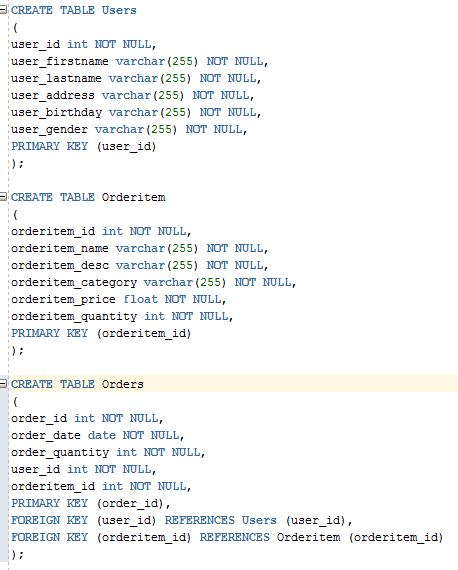 CREATE TABLE Users
(
user_id int NOT NULL,
user_firstname varchar(255) NOT NULL,
user_lastname varchar(255) NOT NULL,
user_address varchar(255) NOT NULL,
user_birthday varchar(255) NOT NULL,
user_gender varchar(255) NOT NULL,
PRIMARY KEY (user_id)
);
CREATE TABLE Orderitem
(
orderitem_id int NOT NULL,
orderitem_name varchar(255) NOT NULL,
orderitem_desc varchar(255) NOT NULL,
orderitem_category varchar(255) NOT NULL,
orderitem_price float NOT NULL,
orderitem_quantity int NOT NULL,
PRIMARY KEY (orderitem_id)
);
CREATE TABLE Orders
(
order_id int NOT NULL,
order_date date NOT NULL,
order_quantity int NOT NULL,
user_id int NOT NULL,
orderitem_id int NOT NULL,
PRIMARY KEY (order_id),
FOREIGN KEY (user_id) REFERENCES Users (user_id),
FOREIGN KEY (orderitem_id) REFERENCES Orderitem (orderitem_id)
);